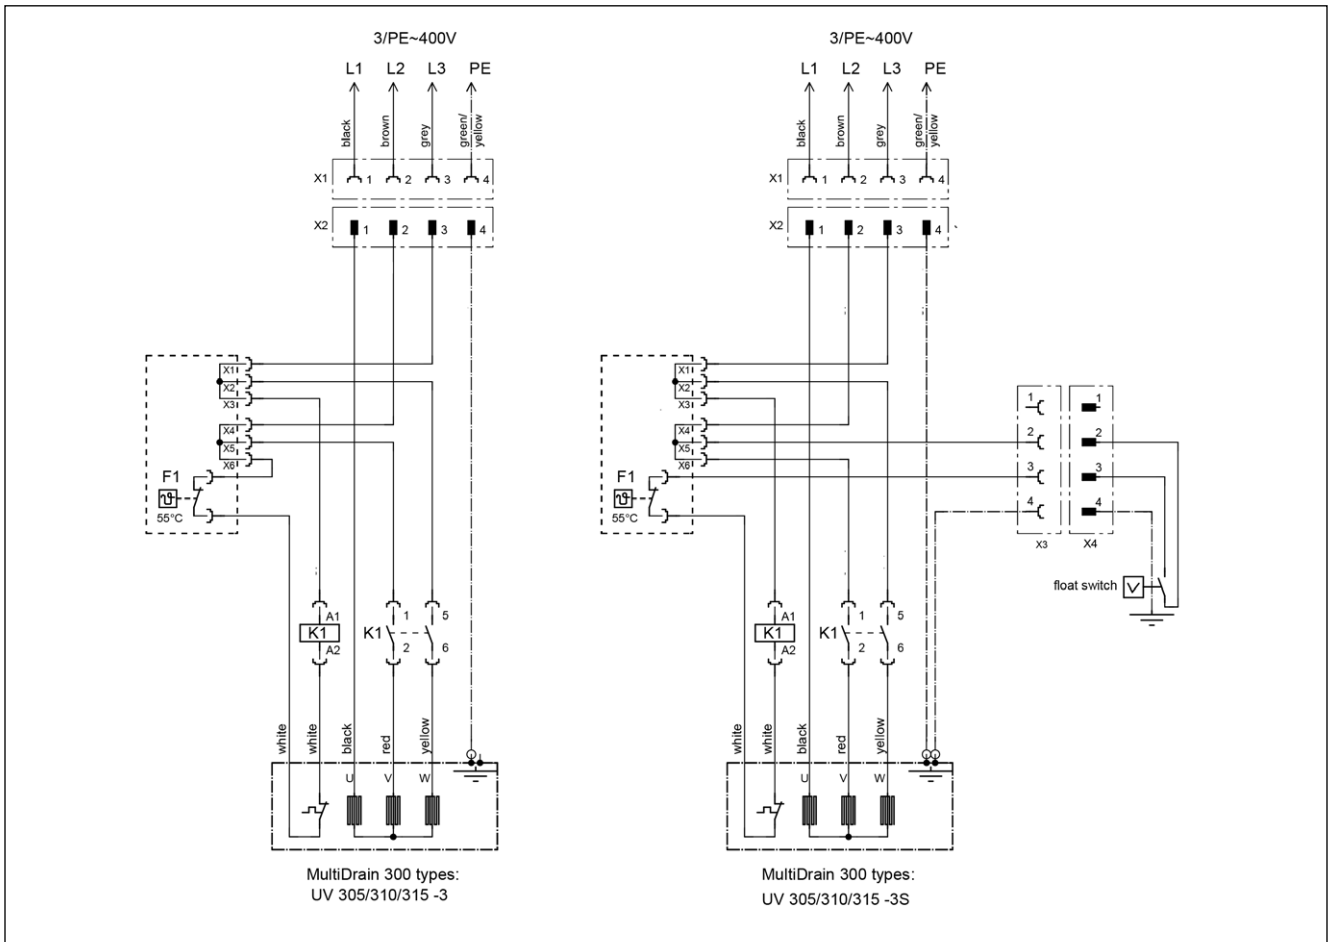 3/PE~400V
L1 L2 L3 PE
black
brown
grey
green/
yellow
X1 1 2 3 4
X2 1 2 3 4
X1
X2
X3
X4
X5
X6
F1
55°C
A1
K1
A2
K1
1
2
5
6
white
white
black
red
yellow
U V W
MultiDrain 300 types:
UV 305/310/315 -3
3/PE~400V
L1 L2 L3 PE
black
brown
grey
green/
yellow
X1 1 2 3 4
X2 1 2 3 4
X1
X2
X3
X4
X5
X6
F1
55°C
1 1
2 2
3 3
4 4
X3 X4
float switch
A1
K1
A2
K1
1
2
5
6
white
white
black
red
yellow
U V W
MultiDrain 300 types:
UV 305/310/315 -3S